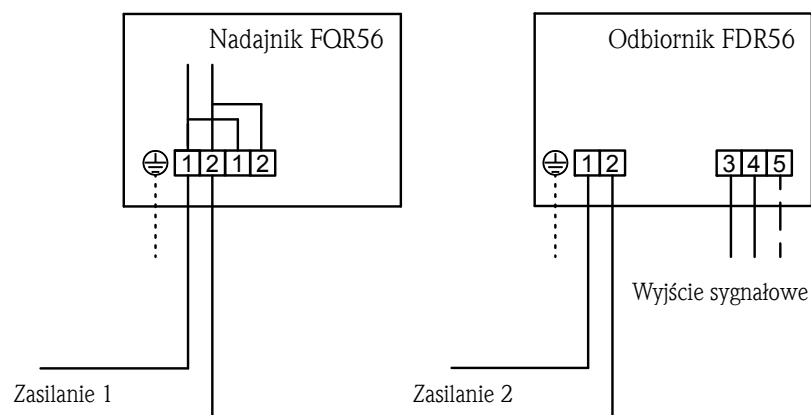 Nadajnik FQR56
1 2 1 2
Zasilanie 1
Odbiornik FDR56
1 2
3 4 5
Wyjście sygnałowe
Zasilanie 2